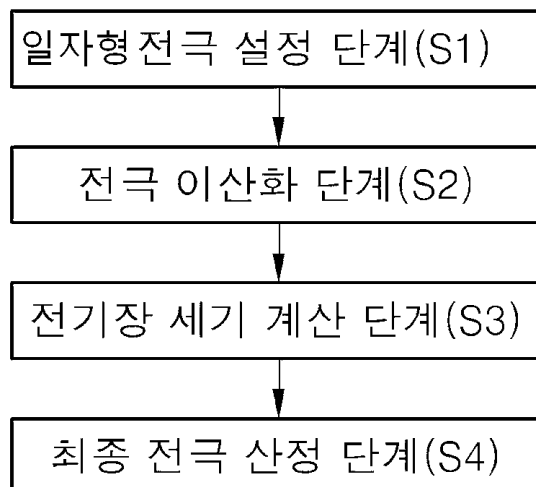 일자형전극 설정 단계(S1)
전극 이산화 단계(S2)
전기장 세기 계산 단계(S3)
최종 전극 산정 단계(S4)